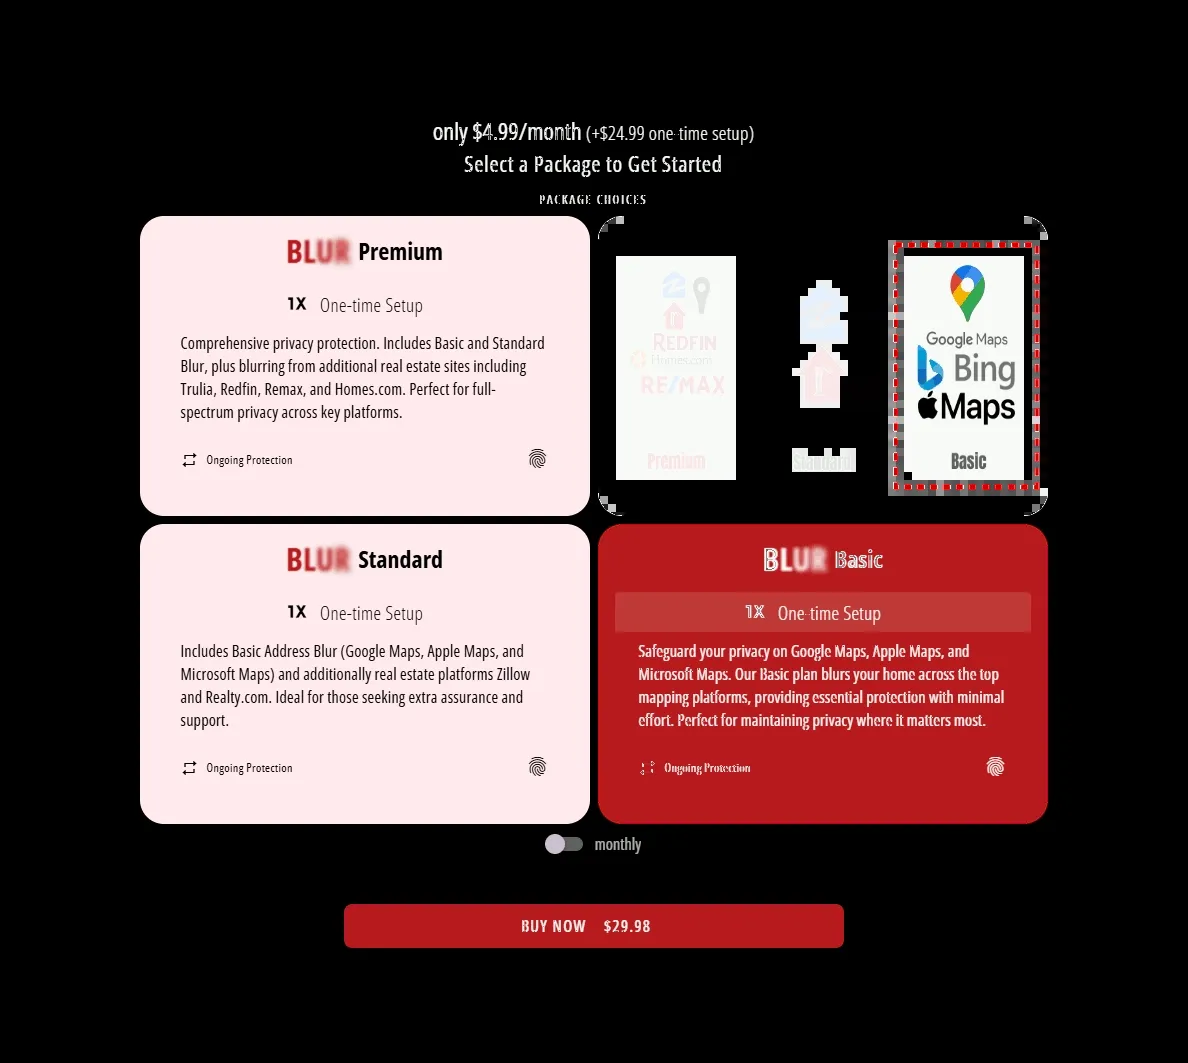 only $4.99/month (+$24.99 one-time setup)
Select a Package to Get Started
PACKAGE CHOICES
BLUR Premium
1X One-time Setup
Comprehensive privacy protection. Includes Basic and Standard
Blur, plus blurring from additional real estate sites including
Trulia, Redfin, Remax, and Homes.com. Perfect for full-
spectrum privacy across key platforms.
Ongoing Protection
REDFIN
Homes.com
RE/MAX
Premium
Standard
Google Maps
Bing
Maps
Basic
BLUR Standard
1X One-time Setup
Includes Basic Address Blur (Google Maps, Apple Maps, and
Microsoft Maps) and additionally real estate platforms Zillow
and Realty.com. Ideal for those seeking extra assurance and
support.
Ongoing Protection
BLUR Basic
1X One-time Setup
Safeguard your privacy on Google Maps, Apple Maps, and
Microsoft Maps. Our Basic plan blurs your home across the top
mapping platforms, providing essential protection with minimal
effort. Perfect for maintaining privacy where it matters most.
Ongoing Protection
monthly
BUY NOW $29.98